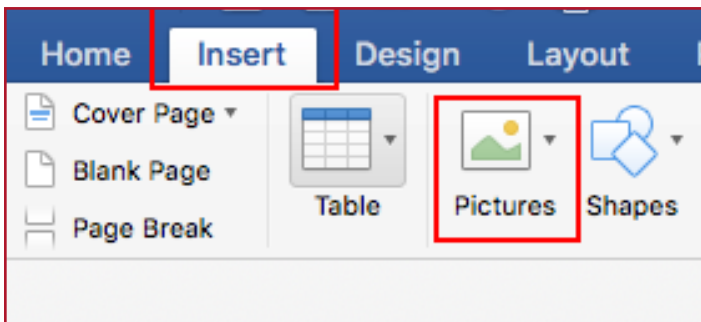 Home Insert Design Layout
Cover Page
Blank Page
Page Break
Table
Pictures
Shapes